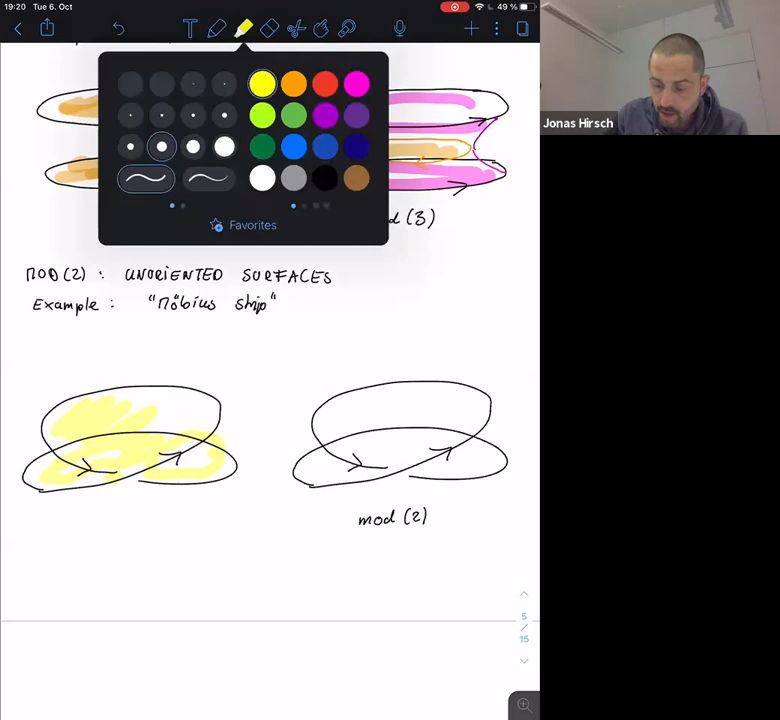 19:20 Tue 6. Oct
49 %
T
Jonas Hirsch
Favorites
d (3)
MOD(2) : UNORIENTED SURFACES
Example : "Möbius strip"
mod (2)
5
/
15